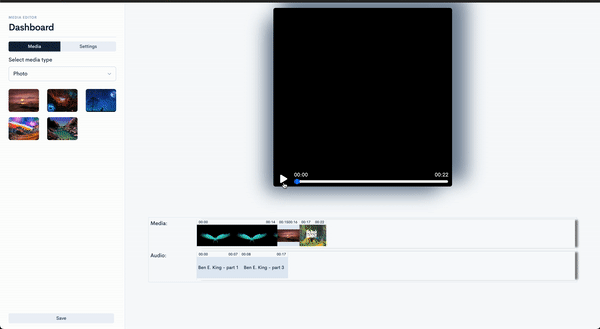 MEDIA EDITOR
Dashboard
Media Settings
Select media type
Photo
Save
00:00 00:22
Media:
00:00 00:14 00:15 00:16 00:17 00:22
Audio:
00:00 00:07 00:08 00:17
Ben E. King - part 1 Ben E. King - part 3